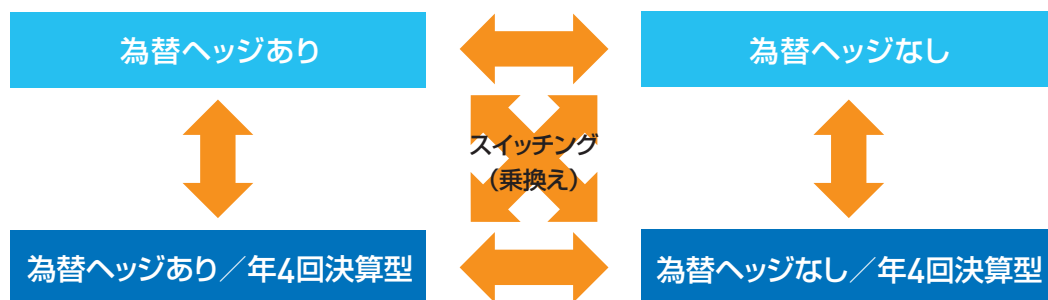 為替ヘッジあり
為替ヘッジなし
スイッチング
（乗換え）
為替ヘッジあり／年4回決算型
為替ヘッジなし／年4回決算型